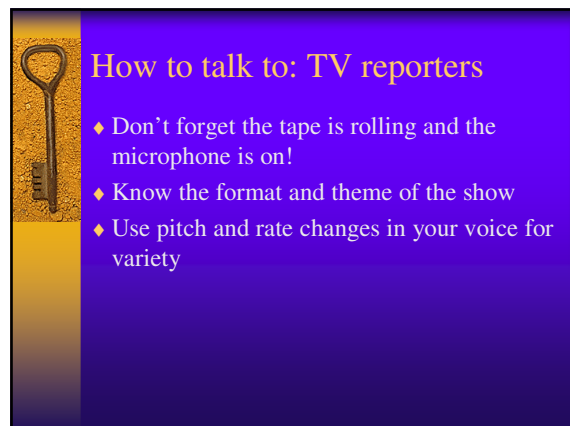 How to talk to: TV reporters
♦ Don't forget the tape is rolling and the
microphone is on!
♦ Know the format and theme of the show
♦ Use pitch and rate changes in your voice for
variety